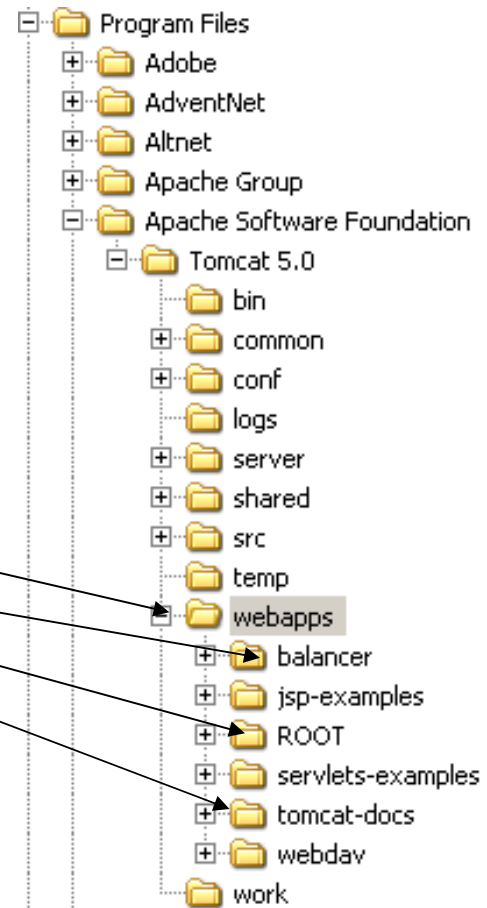 Program Files
Adobe
AdventNet
Altnet
Apache Group
Apache Software Foundation
Tomcat 5.0
bin
common
conf
logs
server
shared
src
temp
webapps
balancer
jsp-examples
ROOT
servlets-examples
tomcat-docs
webdav
work